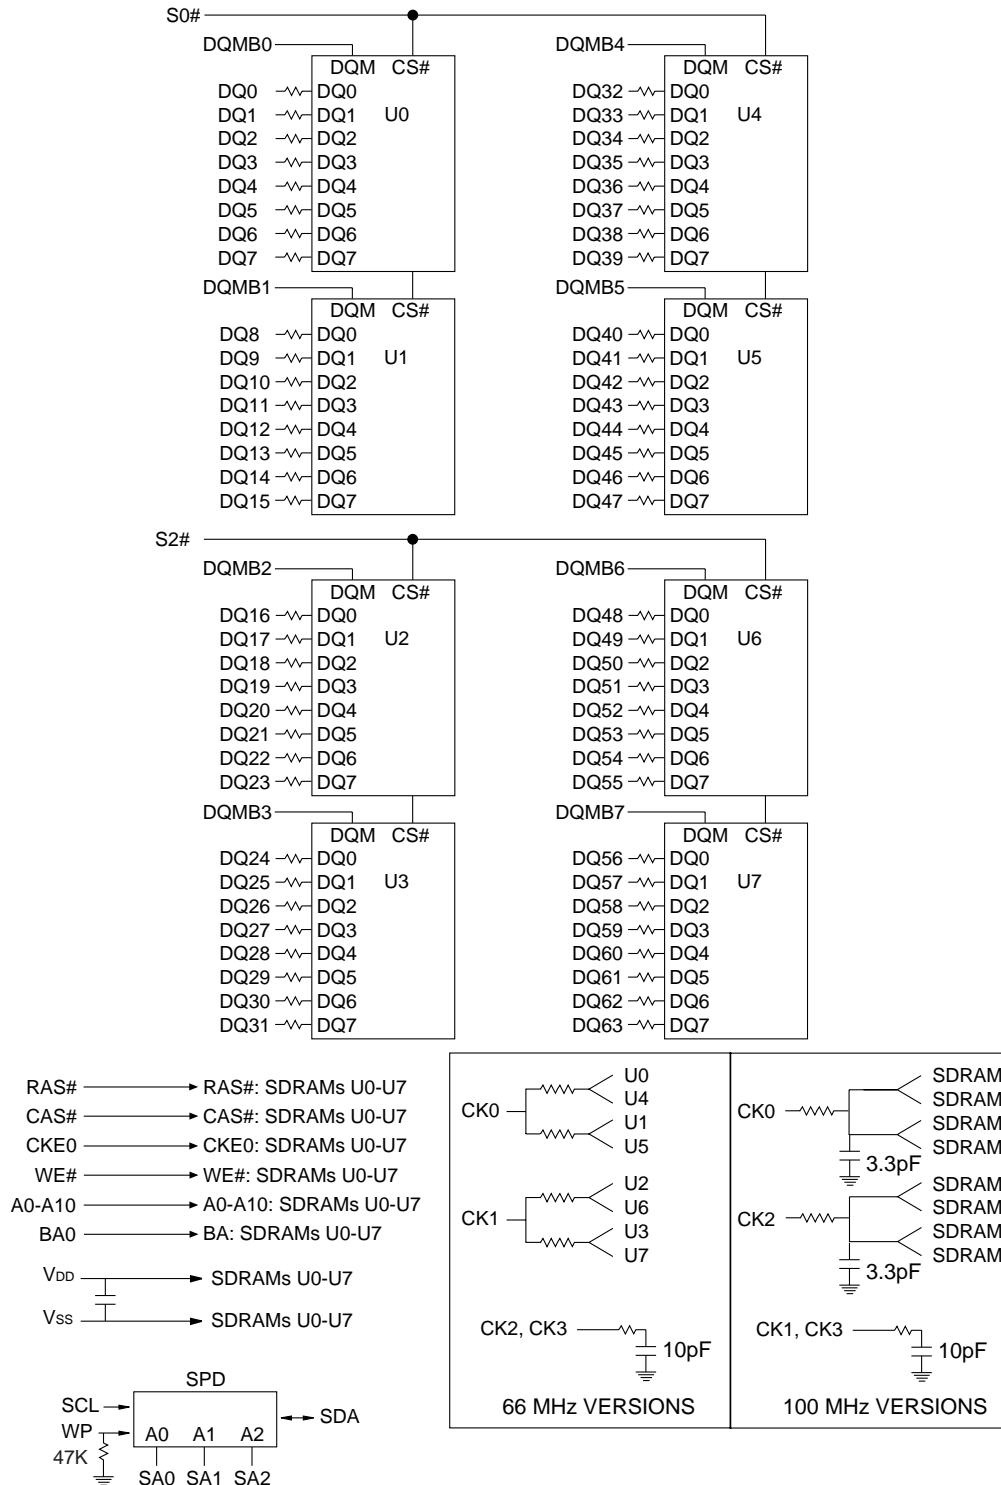 S0#
DQMB0 DQMB4
DQM CS# DQM CS#
DQ0 DQ0 DQ32 DQ0
DQ1 DQ1 U0 DQ33 DQ1 U4
DQ2 DQ2 DQ34 DQ2
DQ3 DQ3 DQ35 DQ3
DQ4 DQ4 DQ36 DQ4
DQ5 DQ5 DQ37 DQ5
DQ6 DQ6 DQ38 DQ6
DQ7 DQ7 DQ39 DQ7
DQMB1 DQMB5
DQM CS# DQM CS#
DQ8 DQ0 DQ40 DQ0
DQ9 DQ1 U1 DQ41 DQ1 U5
DQ10 DQ2 DQ42 DQ2
DQ11 DQ3 DQ43 DQ3
DQ12 DQ4 DQ44 DQ4
DQ13 DQ5 DQ45 DQ5
DQ14 DQ6 DQ46 DQ6
DQ15 DQ7 DQ47 DQ7
S2#
DQMB2 DQMB6
DQM CS# DQM CS#
DQ16 DQ0 DQ48 DQ0
DQ17 DQ1 U2 DQ49 DQ1 U6
DQ18 DQ2 DQ50 DQ2
DQ19 DQ3 DQ51 DQ3
DQ20 DQ4 DQ52 DQ4
DQ21 DQ5 DQ53 DQ5
DQ22 DQ6 DQ54 DQ6
DQ23 DQ7 DQ55 DQ7
DQMB3 DQMB7
DQM CS# DQM CS#
DQ24 DQ0 DQ56 DQ0
DQ25 DQ1 U3 DQ57 DQ1 U7
DQ26 DQ2 DQ58 DQ2
DQ27 DQ3 DQ59 DQ3
DQ28 DQ4 DQ60 DQ4
DQ29 DQ5 DQ61 DQ5
DQ30 DQ6 DQ62 DQ6
DQ31 DQ7 DQ63 DQ7
RAS# RAS#: SDRAMs U0-U7
CAS# CAS#: SDRAMs U0-U7
CKE0 CKE0: SDRAMs U0-U7
WE# WE#: SDRAMs U0-U7
A0-A10 A0-A10: SDRAMs U0-U7
BA0 BA: SDRAMs U0-U7
VDD SDRAMs U0-U7
VSS SDRAMs U0-U7
SPD
SCL
WP
SDA
A0 A1 A2
47K
SA0 SA1 SA2
U0
U4
CK0
U1
U5
U2
U6
CK1
U3
U7
CK2, CK3
10pF
66 MHz VERSIONS
SDRAM
SDRAM
CK0
SDRAM
SDRAM
3.3pF
SDRAM
SDRAM
CK2
SDRAM
SDRAM
3.3pF
CK1, CK3
10pF
100 MHz VERSIONS